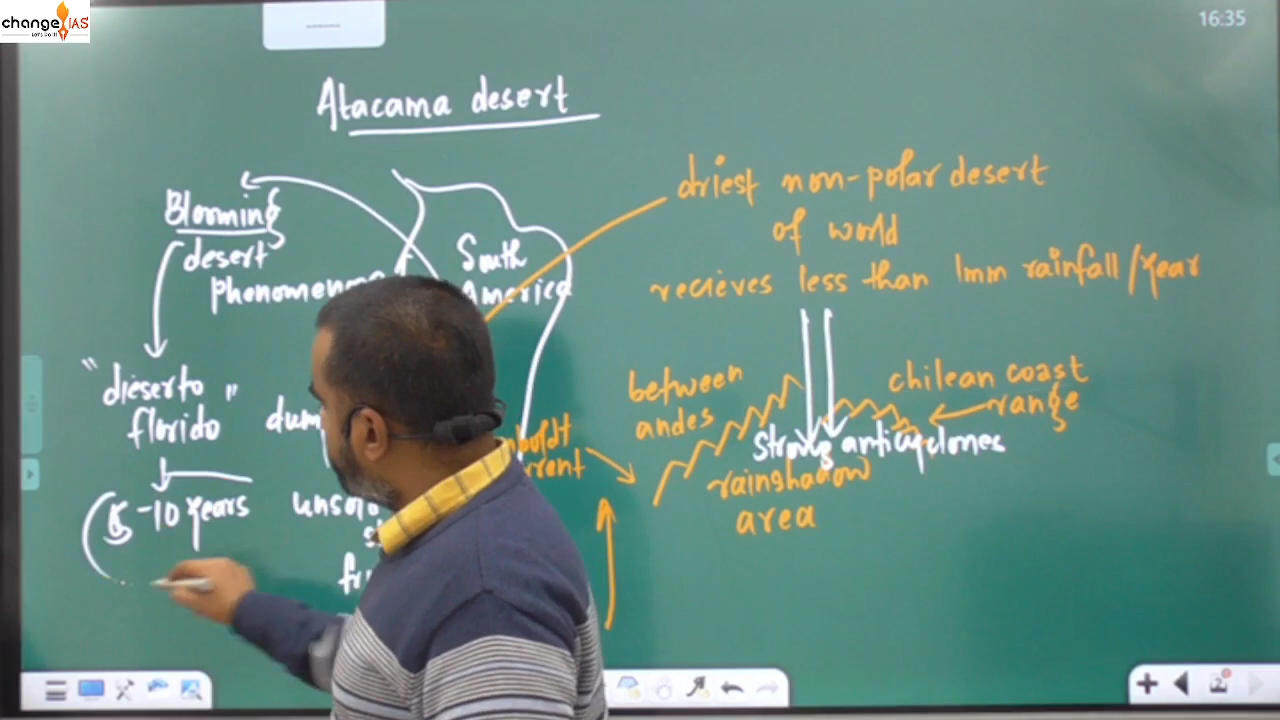 change IAS
16:35
Atacama desert
Blooming
desert
phenomenon
South
America
driest non-polar desert
of world
recieves less than 1mm rainfall/year
"dieserto
florido"
5-10 years
between
andes
chilean coast
range
strong anticyclones
rainshadow
area